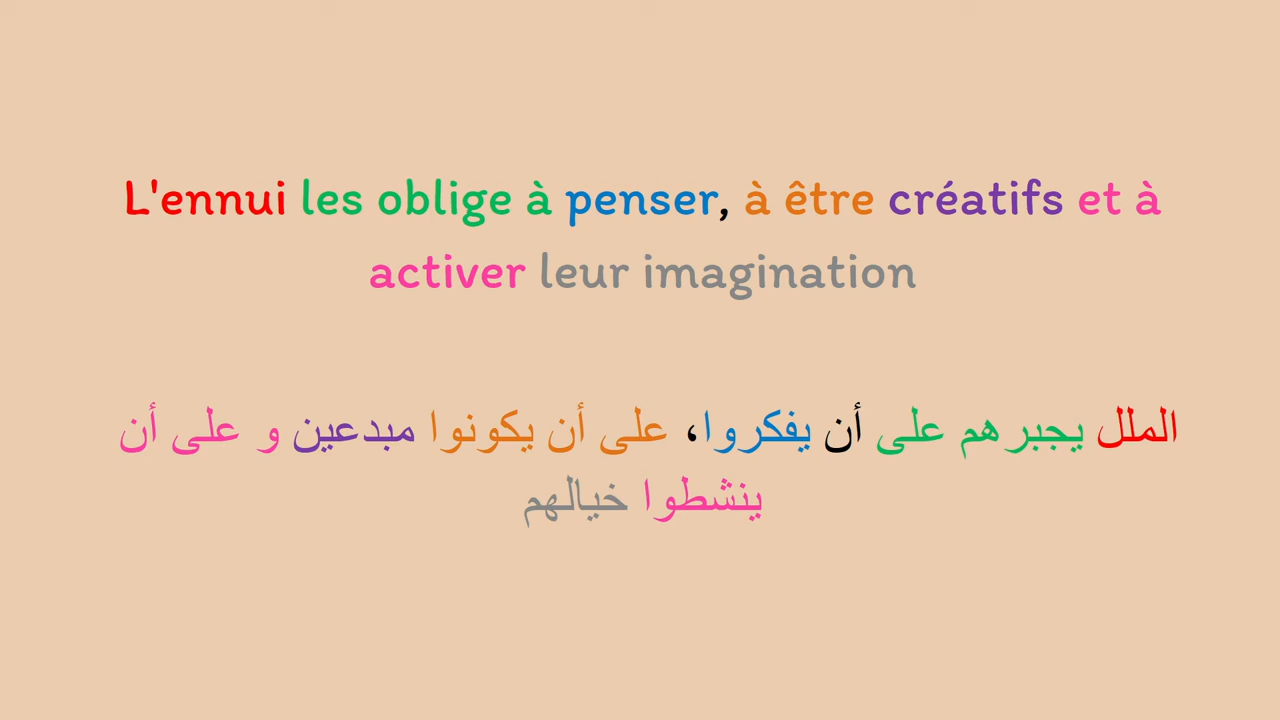 L'ennui les oblige à penser, à être créatifs et à
activer leur imagination
الملل يجبرهم على أن يفكروا، على أن يكونوا مبدعين و على أن
ينشطوا خيالهم